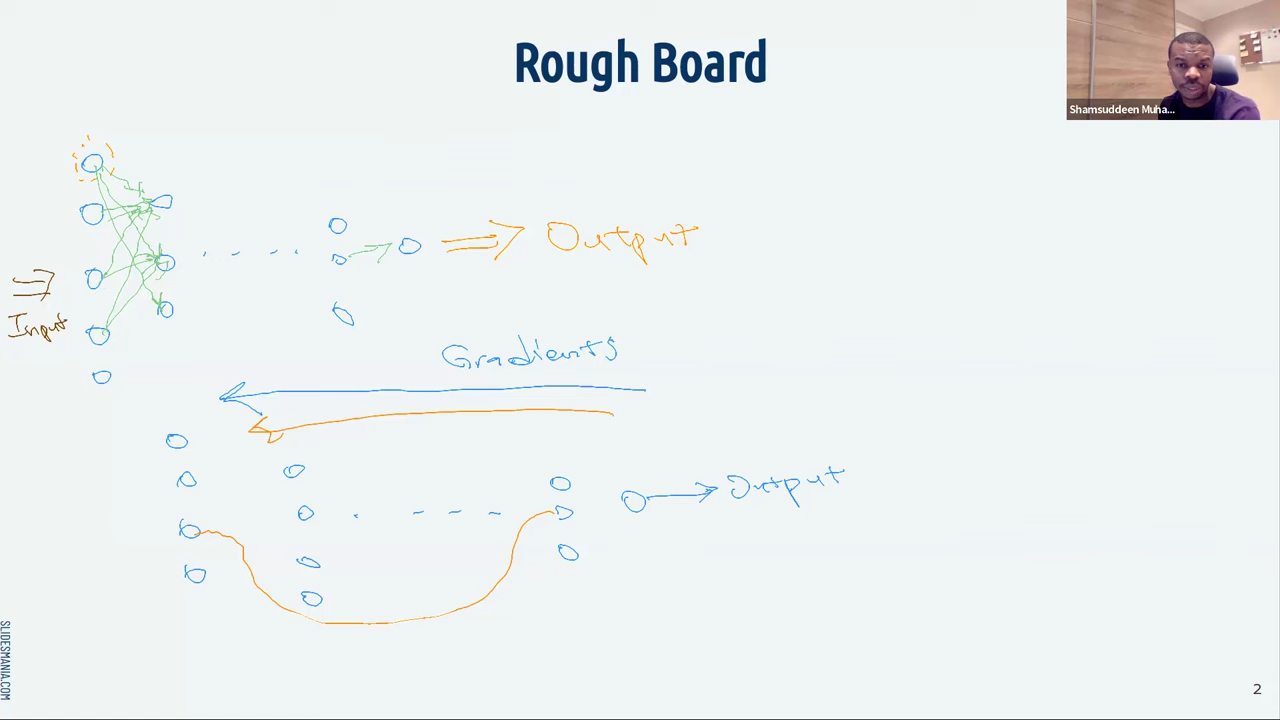 Rough Board
Shamsuddeen Muha...
Output
Input
Gradients
Output
SLIDESMANIA.COM
2